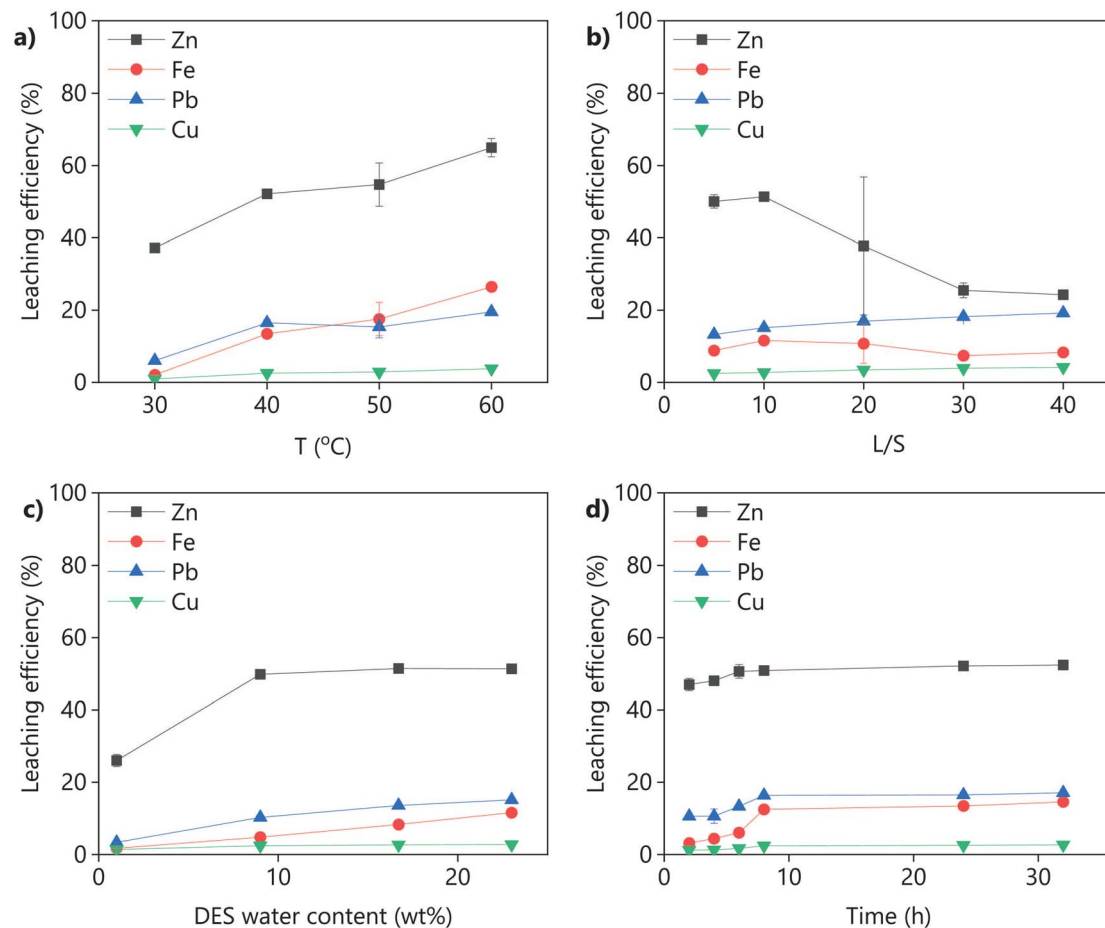 a)
Zn
Fe
Pb
Cu
Leaching efficiency (%)
100
80
60
40
20
0
30 40 50 60
T (°C)
b)
Zn
Fe
Pb
Cu
Leaching efficiency (%)
100
80
60
40
20
0
0 10 20 30 40
L/S
c)
Zn
Fe
Pb
Cu
Leaching efficiency (%)
100
80
60
40
20
0
0 10 20
DES water content (wt%)
d)
Zn
Fe
Pb
Cu
Leaching efficiency (%)
100
80
60
40
20
0
0 10 20 30
Time (h)